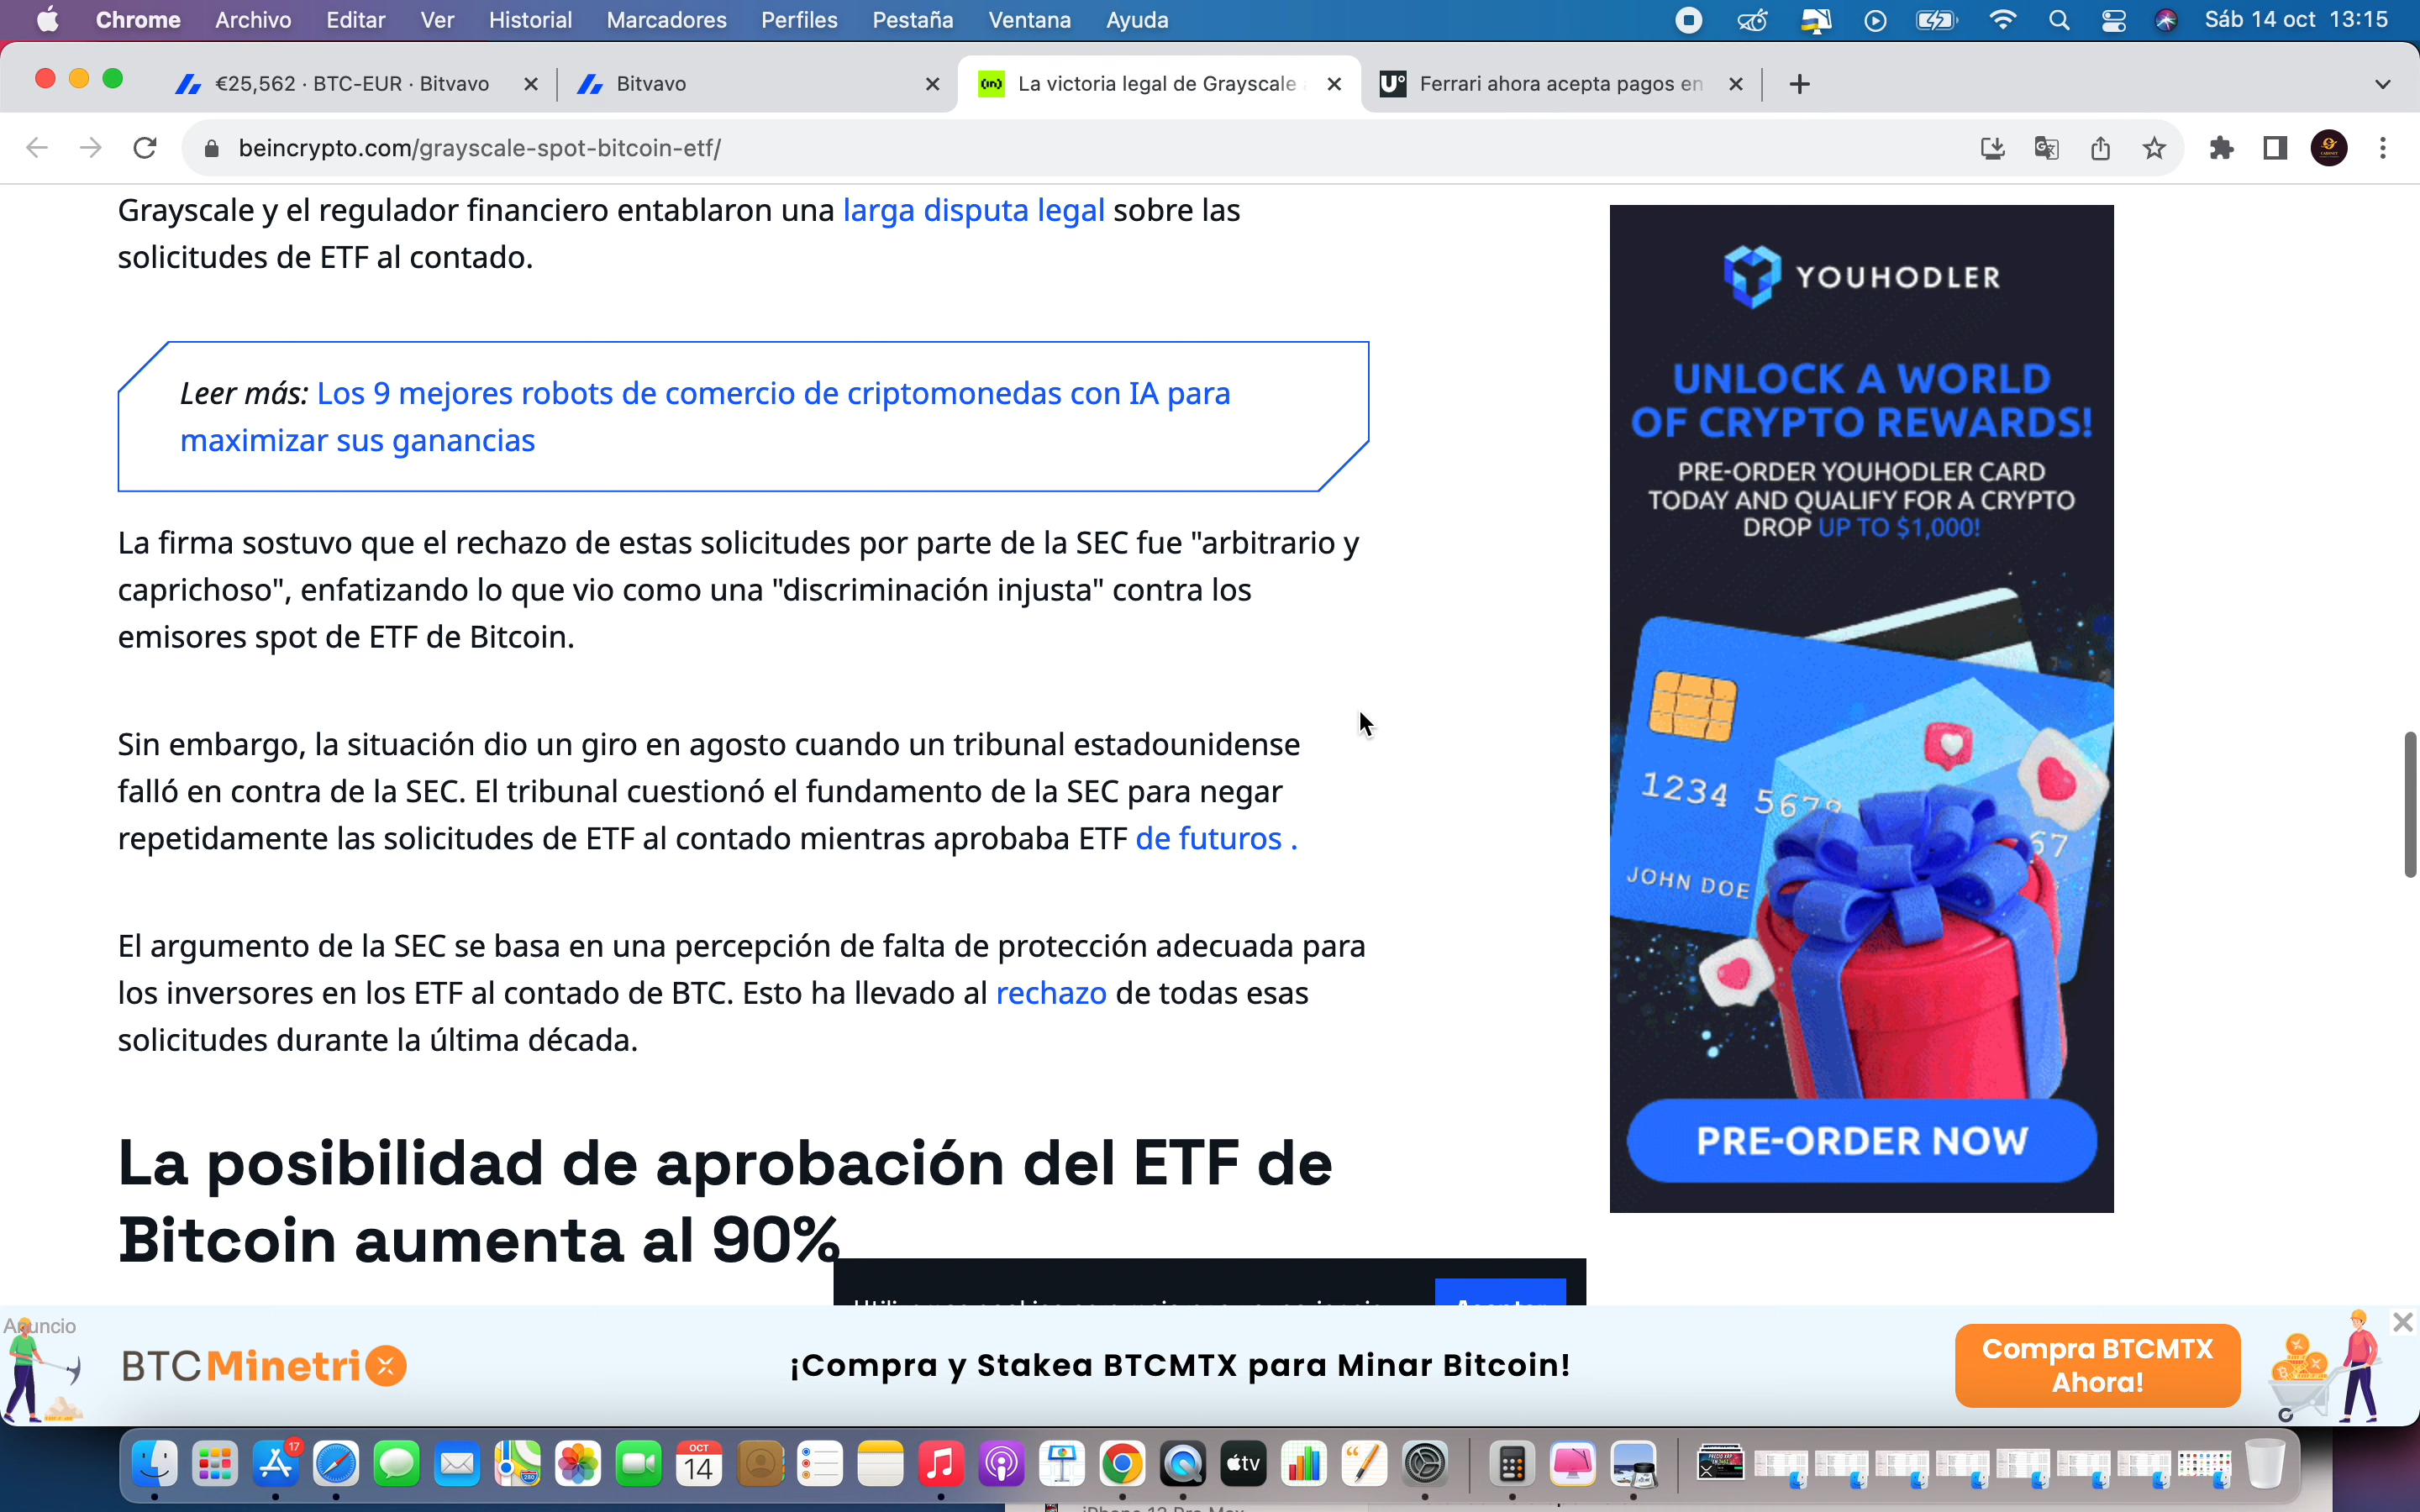 Chrome Archivo Editar Ver Historial Marcadores Perfiles Pestaña Ventana Ayuda Sáb 14 oct 13:15
€25,562 · BTC-EUR · Bitvavo
Bitvavo
(in) La victoria legal de Grayscale
U° Ferrari ahora acepta pagos en
beincrypto.com/grayscale-spot-bitcoin-etf/
Grayscale y el regulador financiero entablaron una larga disputa legal sobre las
solicitudes de ETF al contado.
Leer más: Los 9 mejores robots de comercio de criptomonedas con IA para
maximizar sus ganancias
La firma sostuvo que el rechazo de estas solicitudes por parte de la SEC fue "arbitrario y
caprichoso", enfatizando lo que vio como una "discriminación injusta" contra los
emisores spot de ETF de Bitcoin.
Sin embargo, la situación dio un giro en agosto cuando un tribunal estadounidense
falló en contra de la SEC. El tribunal cuestionó el fundamento de la SEC para negar
repetidamente las solicitudes de ETF al contado mientras aprobaba ETF de futuros .
El argumento de la SEC se basa en una percepción de falta de protección adecuada para
los inversores en los ETF al contado de BTC. Esto ha llevado al rechazo de todas esas
solicitudes durante la última década.
La posibilidad de aprobación del ETF de
Bitcoin aumenta al 90%
YOUHODLER
UNLOCK A WORLD
OF CRYPTO REWARDS!
PRE-ORDER YOUHODLER CARD
TODAY AND QUALIFY FOR A CRYPTO
DROP UP TO $1,000!
1234 5678
67
JOHN DOE
PRE-ORDER NOW
Anuncio
BTCMinetrix
¡Compra y Stakea BTCMTX para Minar Bitcoin!
Compra BTCMTX
Ahora!
17
OCT
14
tv
280